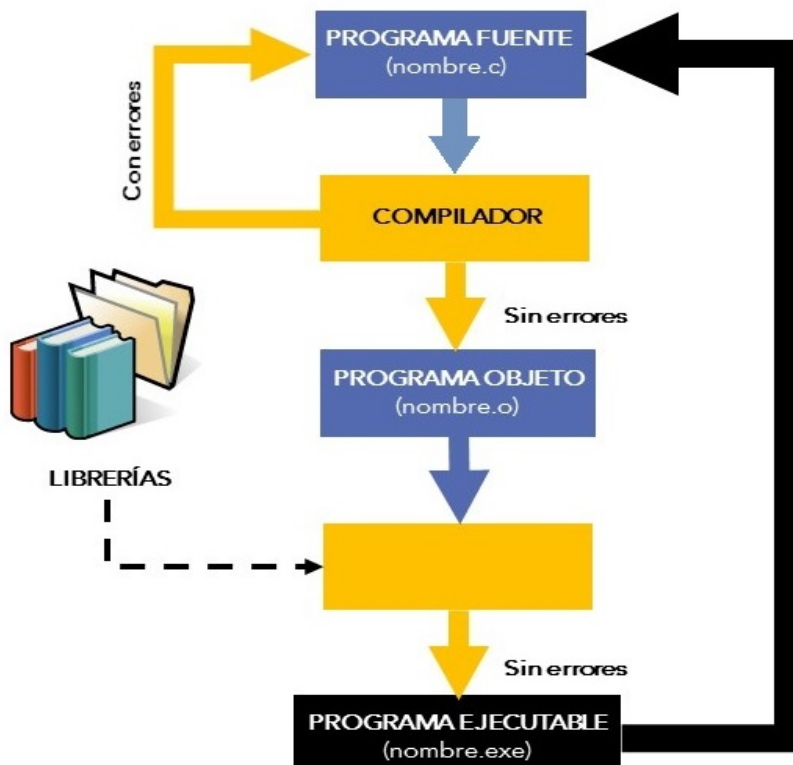 PROGRAMA FUENTE
(nombre.c)
Con errores
COMPILADOR
Sin errores
PROGRAMA OBJETO
(nombre.o)
LIBRERÍAS
Sin errores
PROGRAMA EJECUTABLE
(nombre.exe)